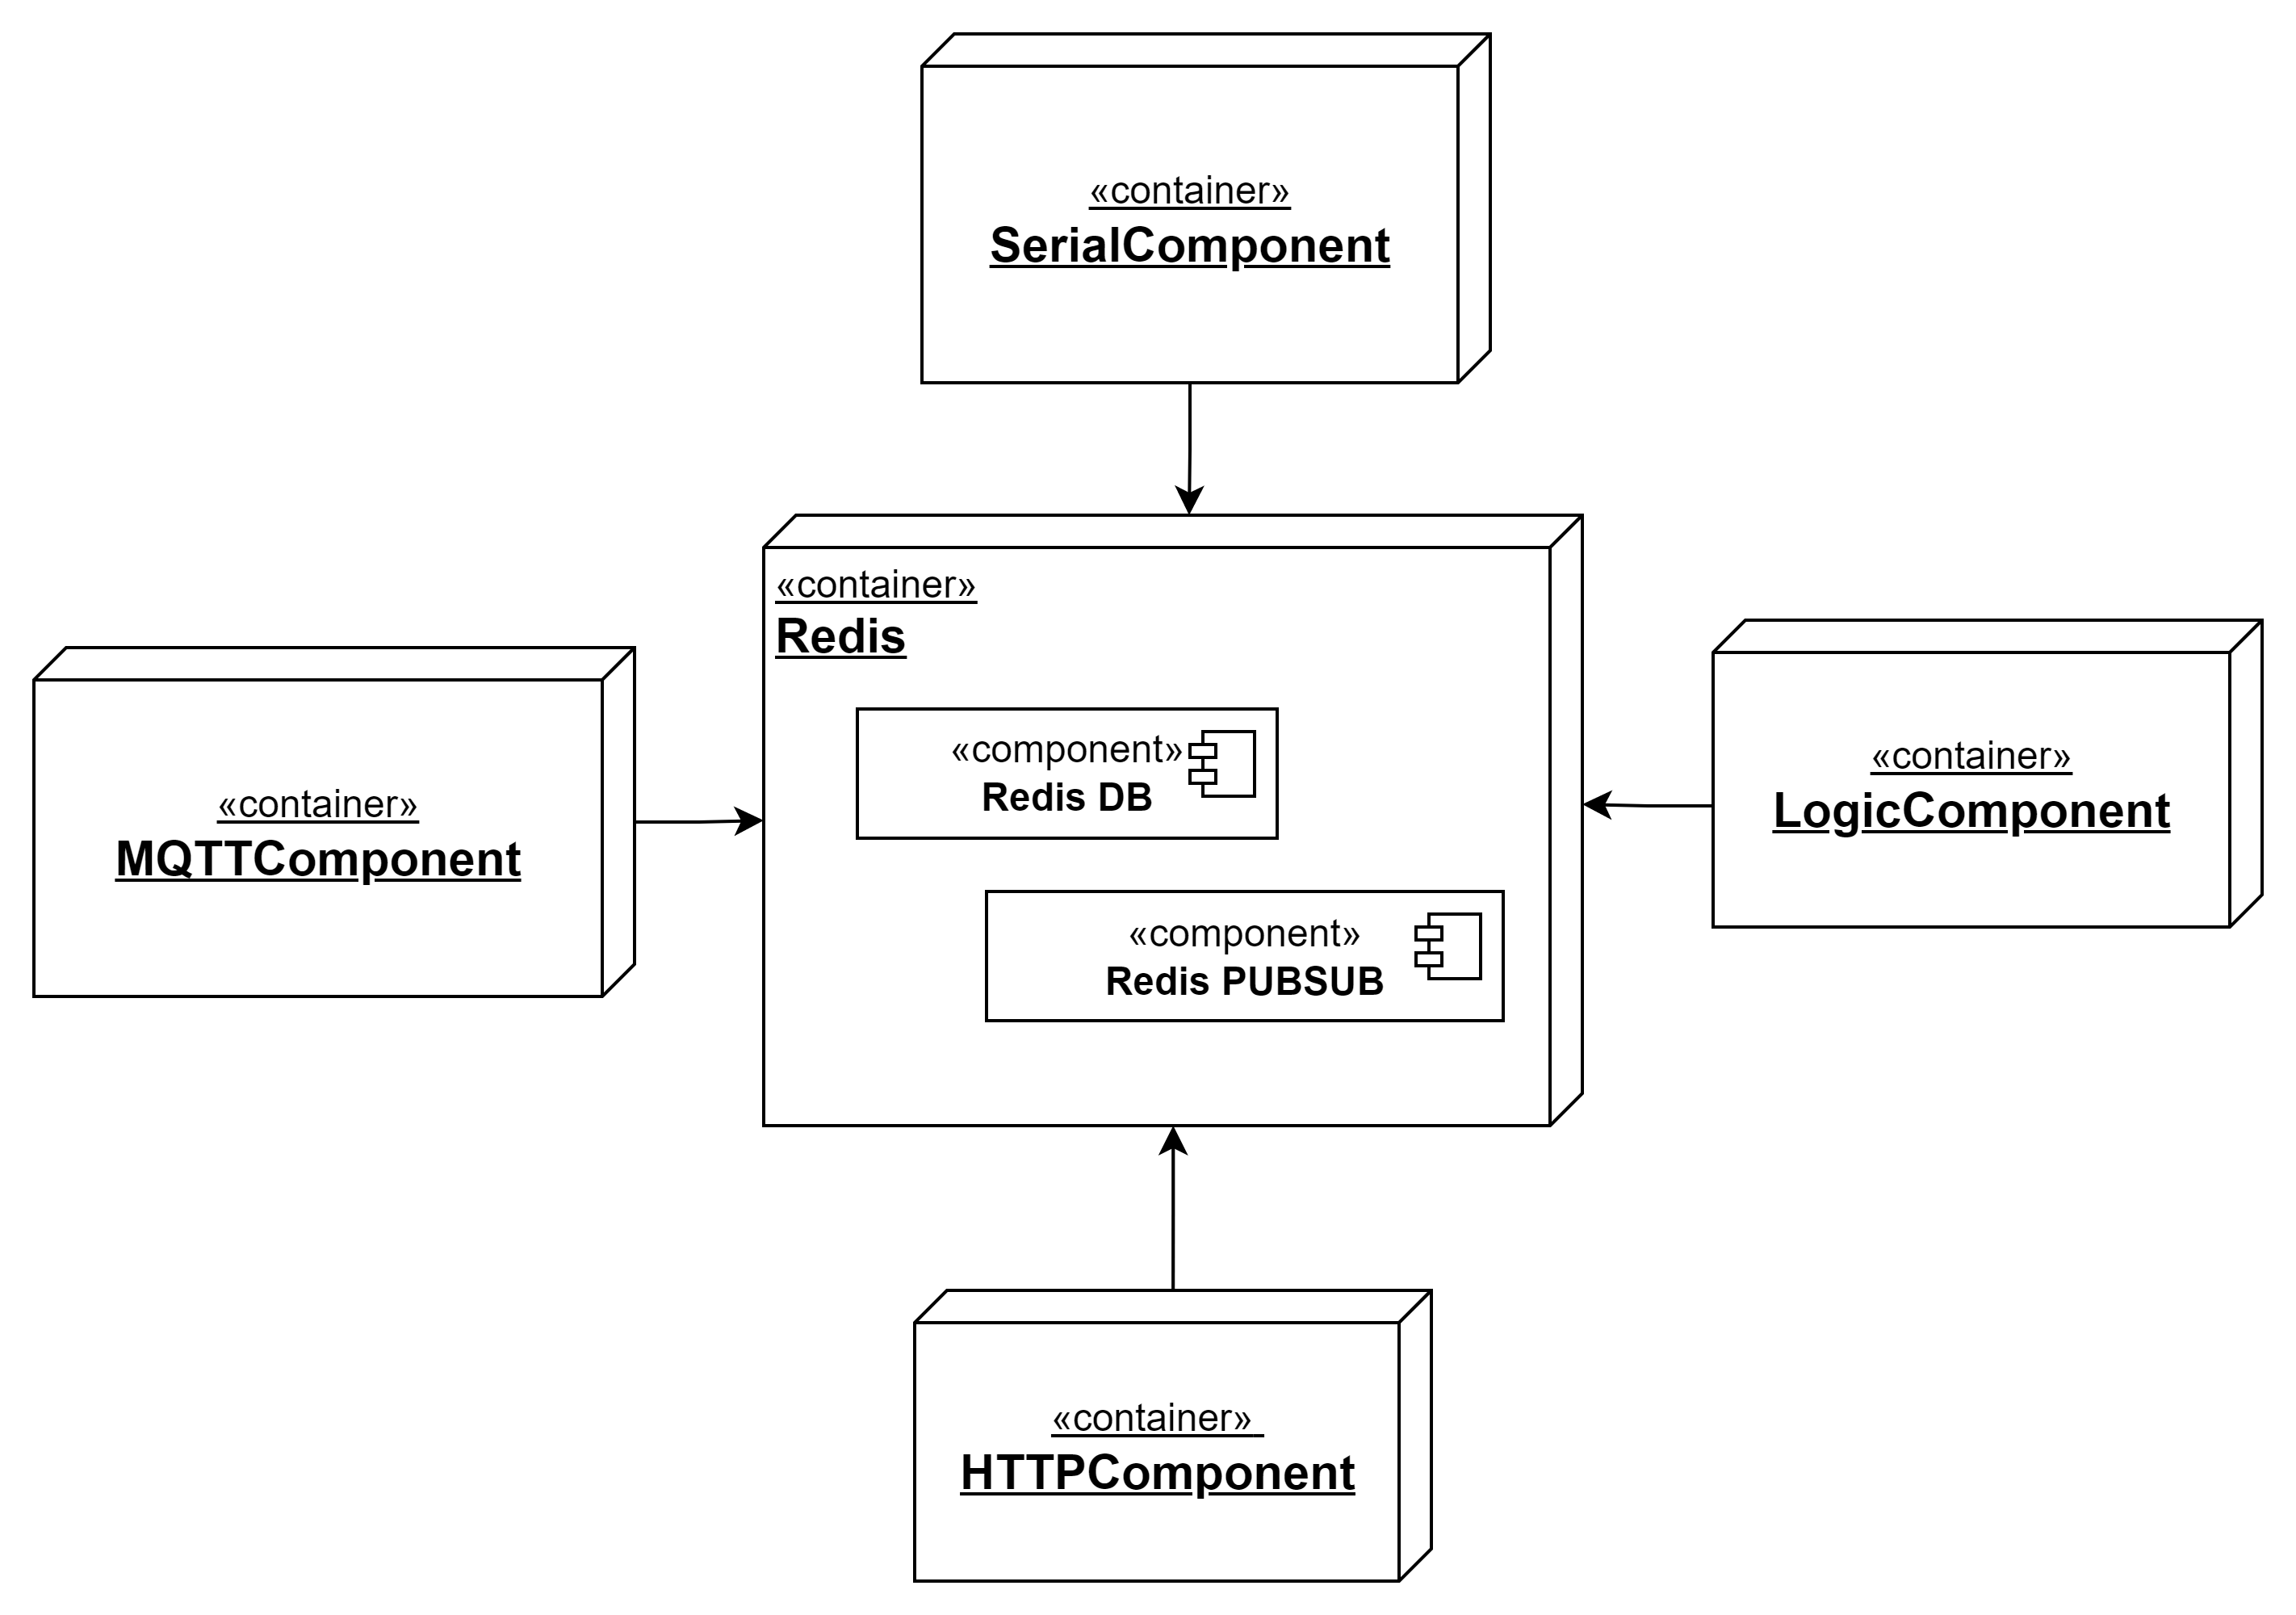 «container»
SerialComponent
«container»
Redis
«component»
Redis DB
«component»
Redis PUBSUB
«container»
MQTTComponent
«container»
LogicComponent
«container»
HTTPComponent